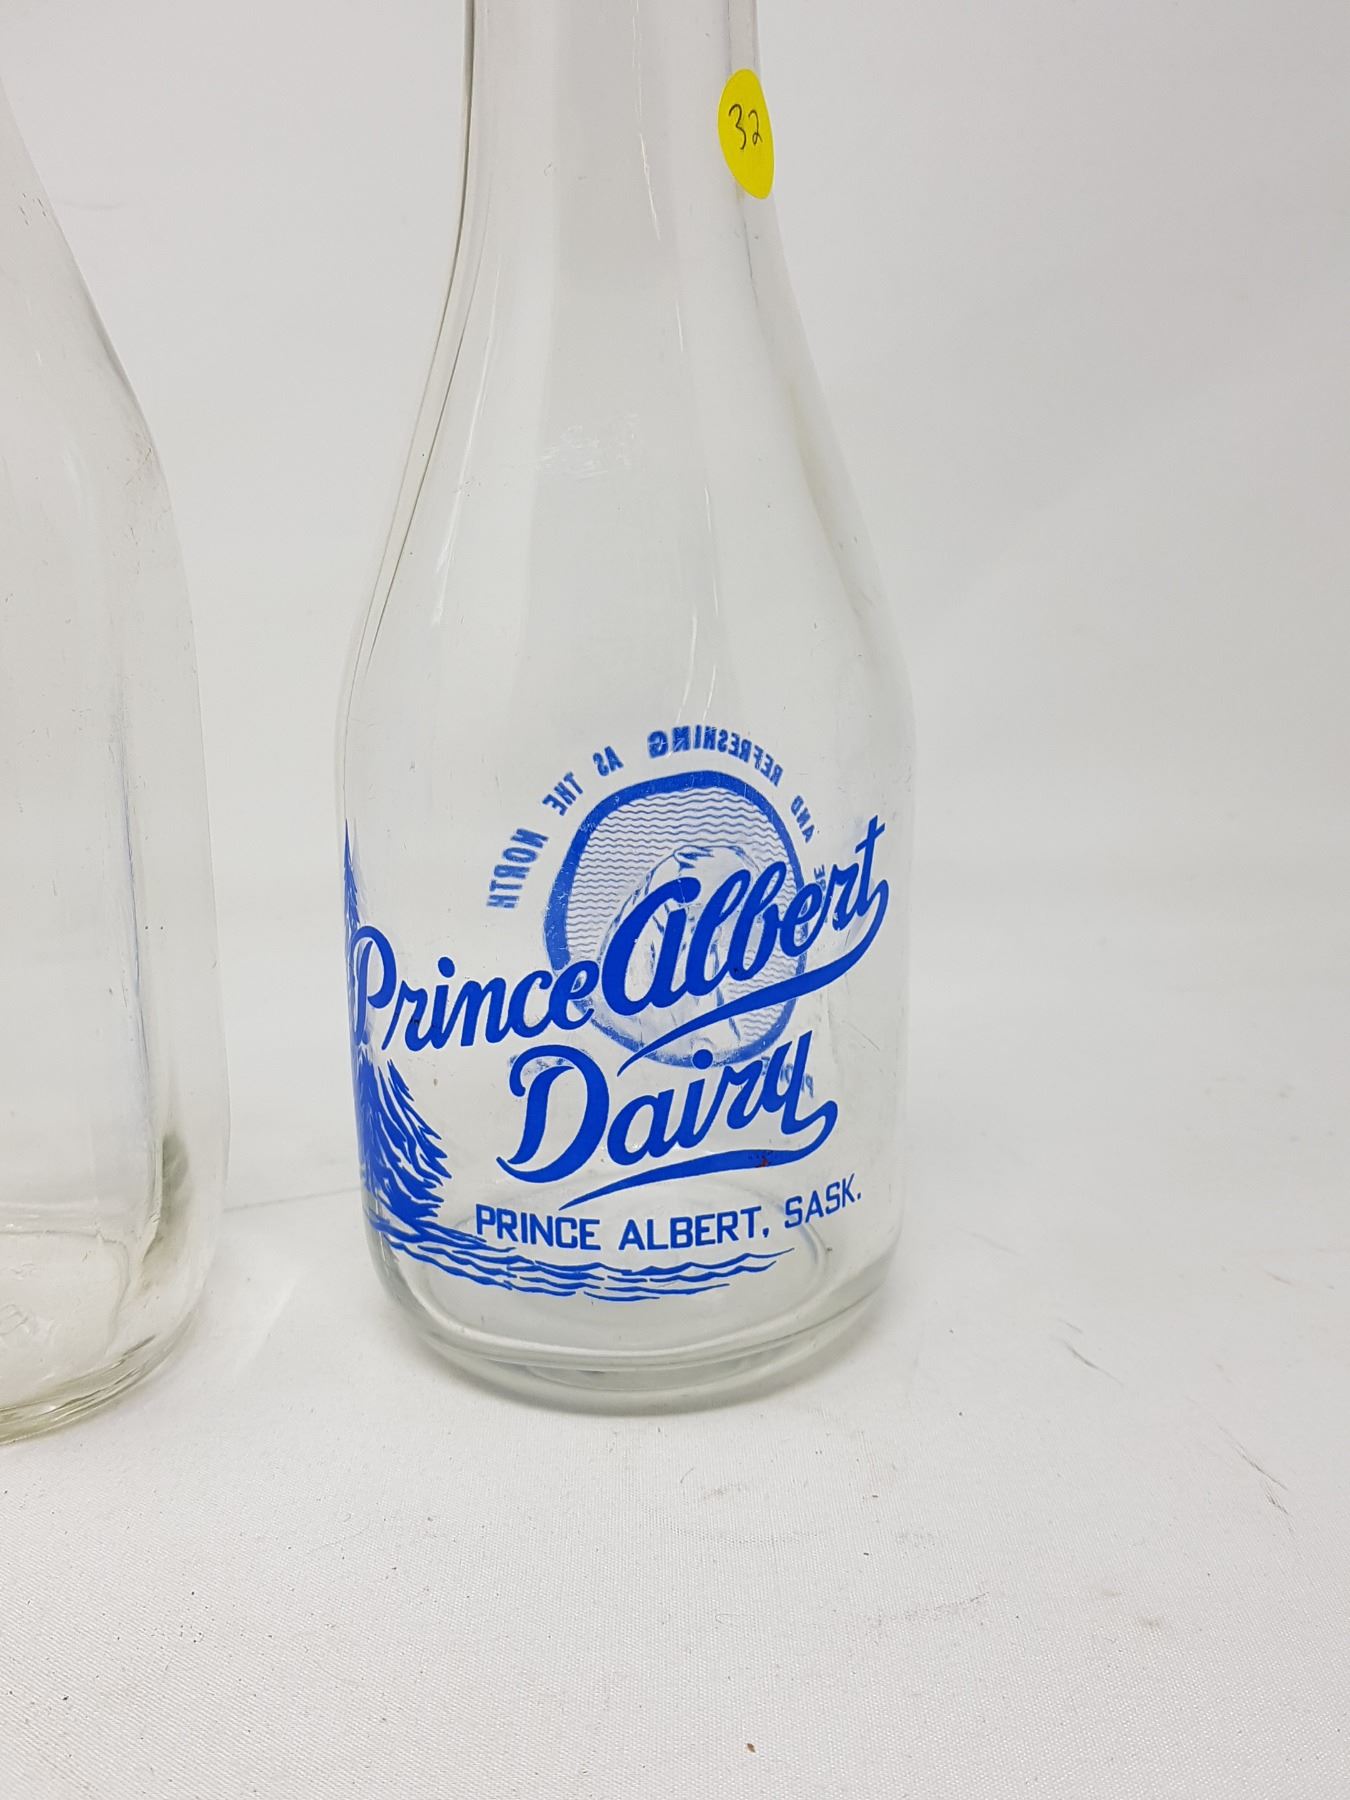 32
AND REFRESHING AS THE NORTH
Prince Albert
Dairy
PRINCE ALBERT, SASK.